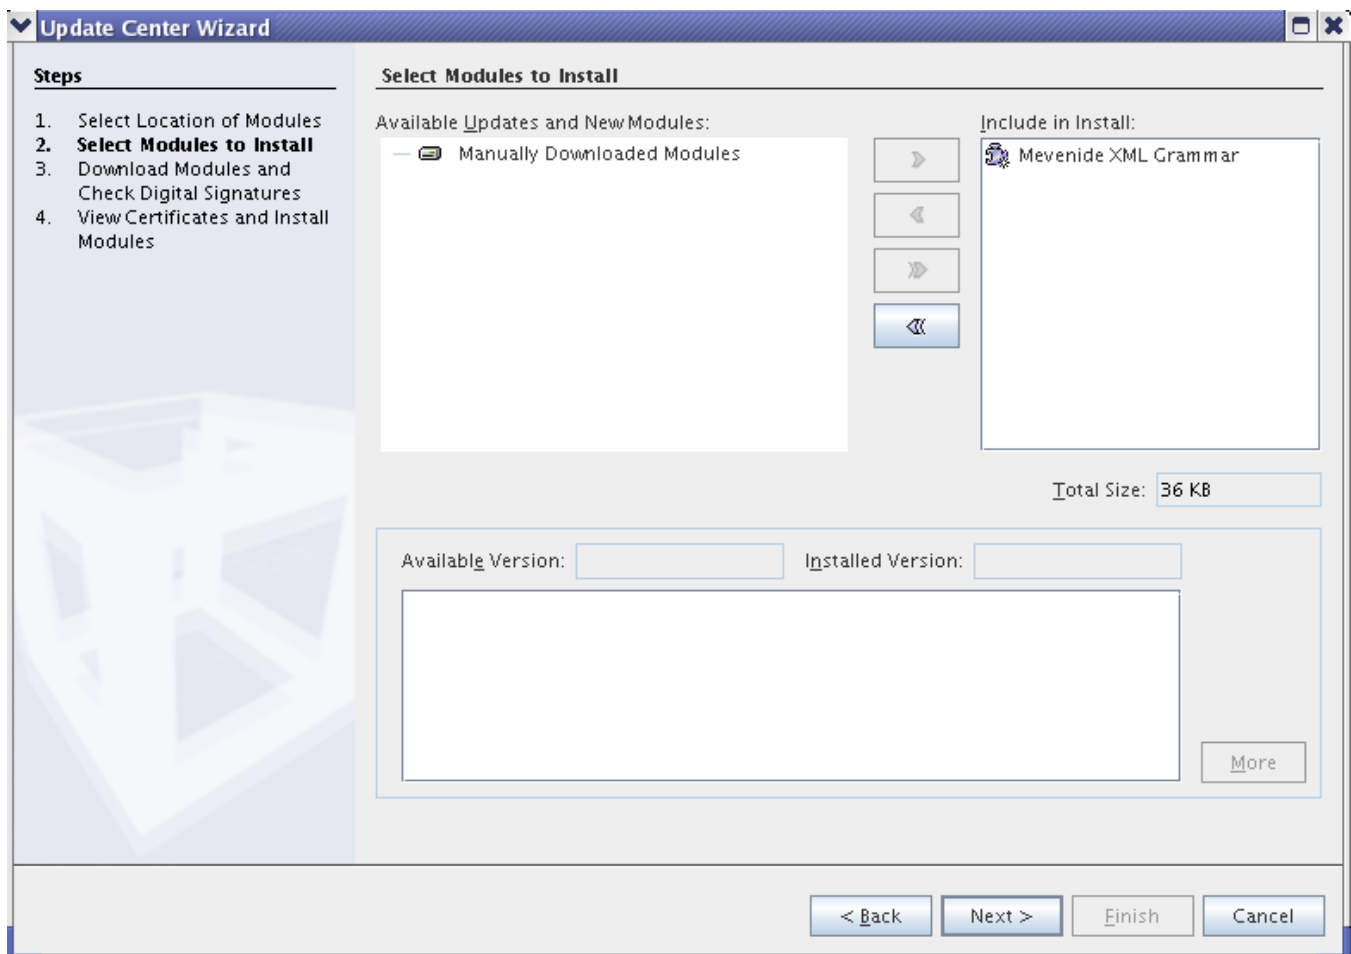 Update Center Wizard
Steps
1. Select Location of Modules
2. Select Modules to Install
3. Download Modules and
Check Digital Signatures
4. View Certificates and Install
Modules
Select Modules to Install
Available Updates and New Modules:
Manually Downloaded Modules
Include in Install:
Mevenide XML Grammar
Total Size: 36 KB
Available Version:
Installed Version:
More
< Back
Next >
Finish
Cancel